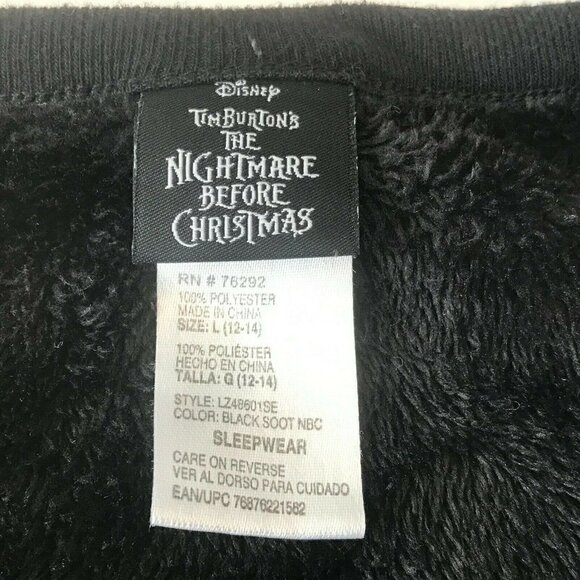 Disney
Tim Burton's
THE
NIGHTMARE
BEFORE
CHRISTMAS
RN # 76292
100% POLYESTER
MADE IN CHINA
SIZE: L (12-14)
100% POLIÉSTER
HECHO EN CHINA
TALLA: G (12-14)
STYLE: LZ48601SE
COLOR: BLACK SOOT NBC
SLEEPWEAR
CARE ON REVERSE
VER AL DORSO PARA CUIDADO
EAN/UPC 76876221582